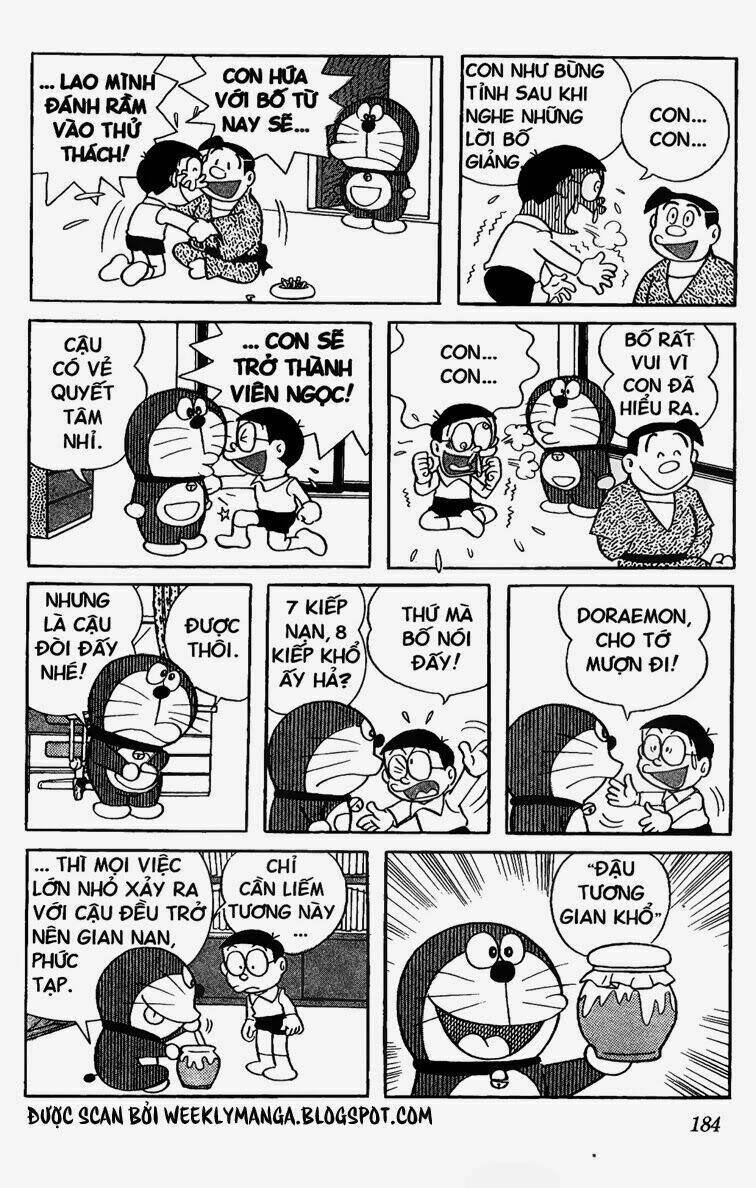 CON...
CON...
CON NHƯ BỪNG
TỈNH SAU KHI
NGHE NHỮNG
LỜI BỐ
GIẢNG.
CON HỨA
VỚI BỐ TỪ
NAY SẼ...
... LAO MÌNH
ĐÁNH RẦM
VÀO THỬ
THÁCH!
BỐ RẤT
VUI VÌ
CON ĐÃ
HIỂU RA.
CON...
CON...
... CON SẼ
TRỞ THÀNH
VIÊN NGỌC!
CẬU
CÓ VẺ
QUYẾT
TÂM
NHỈ.
DORAEMON,
CHO TỚ
MƯỢN ĐI!
THỨ MÀ
BỐ NÓI
ĐẤY!
7 KIẾP
NẠN, 8
KIẾP KHỔ
ẤY HẢ?
ĐƯỢC
THÔI.
NHƯNG
LÀ CẬU
ĐÒI ĐẤY
NHÉ!
"ĐẬU
TƯƠNG
GIAN KHỔ"
CHỈ
CẦN LIẾM
TƯƠNG NÀY
...
... THÌ MỌI VIỆC
LỚN NHỎ XẢY RA
VỚI CẬU ĐỀU TRỞ
NÊN GIAN NAN,
PHỨC
TẠP.
ĐƯỢC SCAN BỞI WEEKLYMANGA.BLOGSPOT.COM
184